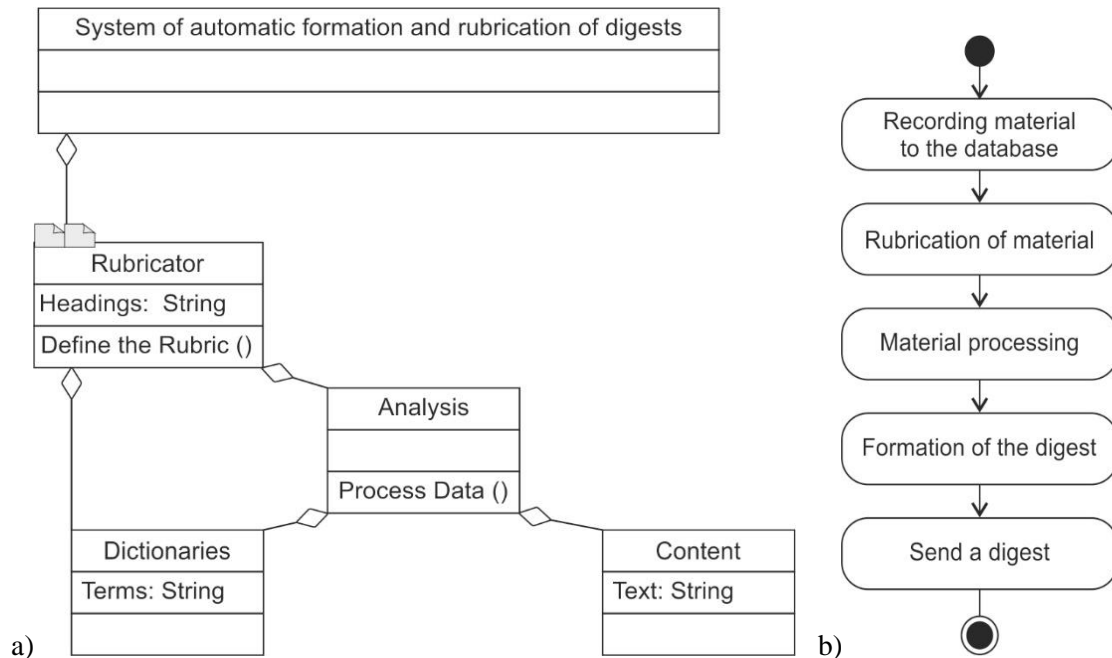 System of automatic formation and rubrication of digests
Rubricator
Headings: String
Define the Rubric ()
Analysis
Process Data ()
Dictionaries
Terms: String
Content
Text: String
a)
Recording material
to the database
Rubrication of material
Material processing
Formation of the digest
Send a digest
b)